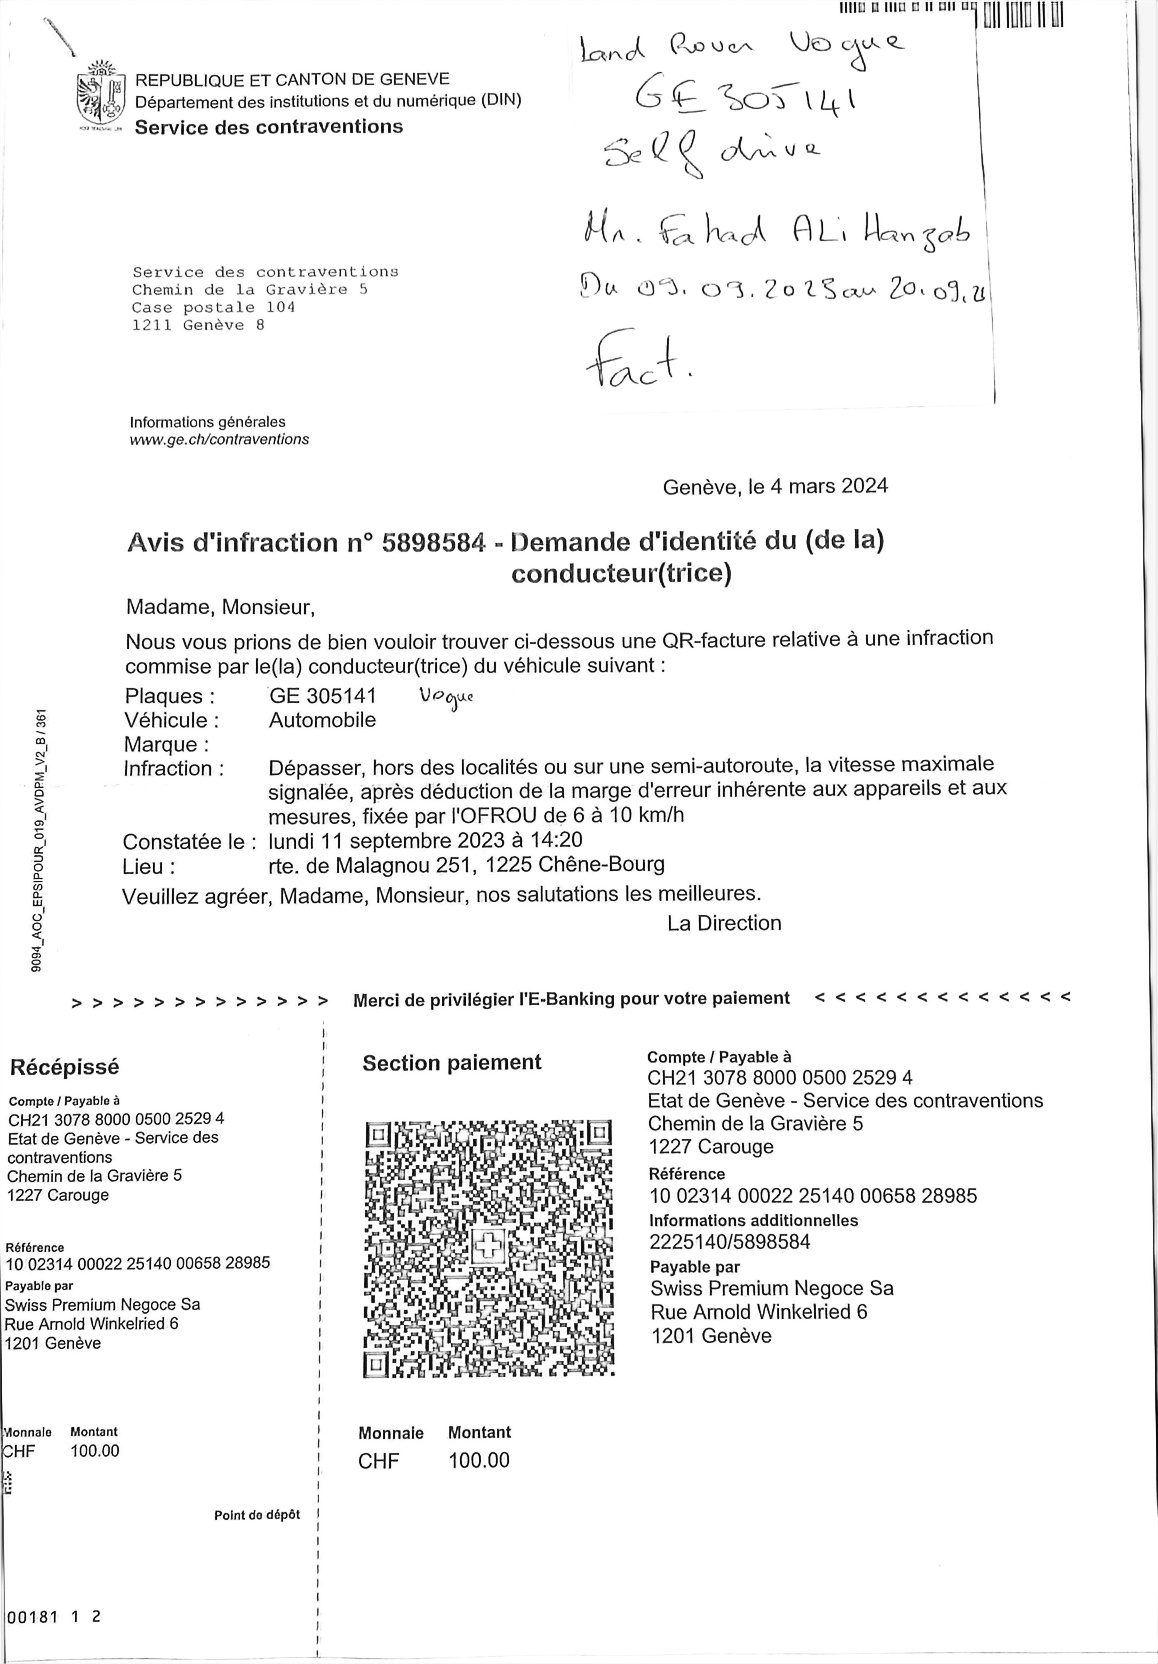 Land Rover Vogue
GE 305141
Self drive
Mr. Fahad ALi Hanzab
Du 09.09.2023 au 20.09.2
Fact.
REPUBLIQUE ET CANTON DE GENEVE
Département des institutions et du numérique (DIN)
Service des contraventions
Service des contraventions
Chemin de la Gravière 5
Case postale 104
1211 Genève 8
Informations générales
www.ge.ch/contraventions
Genève, le 4 mars 2024
Avis d'infraction n° 5898584 - Demande d'identité du (de la)
conducteur(trice)
Madame, Monsieur,
Nous vous prions de bien vouloir trouver ci-dessous une QR-facture relative à une infraction
commise par le(la) conducteur(trice) du véhicule suivant :
Plaques : GE 305141 Vogue
Véhicule : Automobile
Marque :
Infraction : Dépasser, hors des localités ou sur une semi-autoroute, la vitesse maximale
signalée, après déduction de la marge d'erreur inhérente aux appareils et aux
mesures, fixée par l'OFROU de 6 à 10 km/h
Constatée le : lundi 11 septembre 2023 à 14:20
Lieu : rte. de Malagnou 251, 1225 Chêne-Bourg
Veuillez agréer, Madame, Monsieur, nos salutations les meilleures.
La Direction
9094_AOC_EPSIPOUR_019_AVDPM_V2_B / 361
> > > > > > > > > > > > > Merci de privilégier l'E-Banking pour votre paiement < < < < < < < < < < < < <
Récépissé
Compte / Payable à
CH21 3078 8000 0500 2529 4
Etat de Genève - Service des
contraventions
Chemin de la Gravière 5
1227 Carouge
Référence
10 02314 00022 25140 00658 28985
Payable par
Swiss Premium Negoce Sa
Rue Arnold Winkelried 6
1201 Genève
Monnaie Montant
CHF 100.00
Point de dépôt
00181 1 2
Section paiement
Monnaie Montant
CHF 100.00
Compte / Payable à
CH21 3078 8000 0500 2529 4
Etat de Genève - Service des contraventions
Chemin de la Gravière 5
1227 Carouge
Référence
10 02314 00022 25140 00658 28985
Informations additionnelles
2225140/5898584
Payable par
Swiss Premium Negoce Sa
Rue Arnold Winkelried 6
1201 Genève